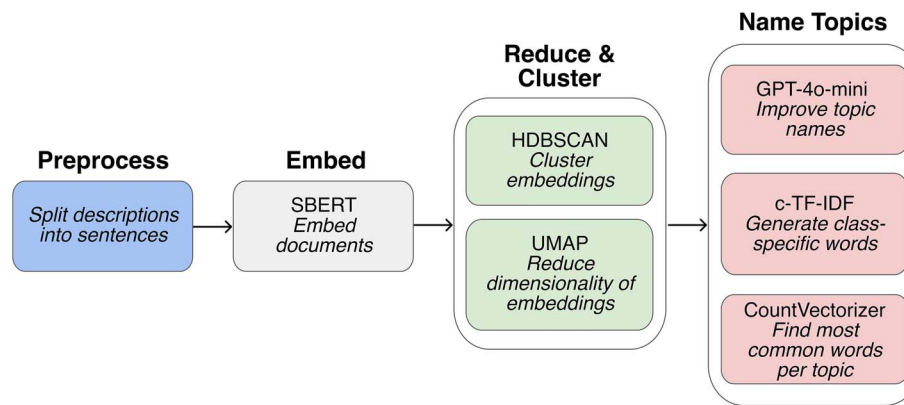 Preprocess
Split descriptions
into sentences
Embed
SBERT
Embed
documents
Reduce &
Cluster
HDBSCAN
Cluster
embeddings
UMAP
Reduce
dimensionality of
embeddings
Name Topics
GPT-4o-mini
Improve topic
names
c-TF-IDF
Generate class-
specific words
CountVectorizer
Find most
common words
per topic